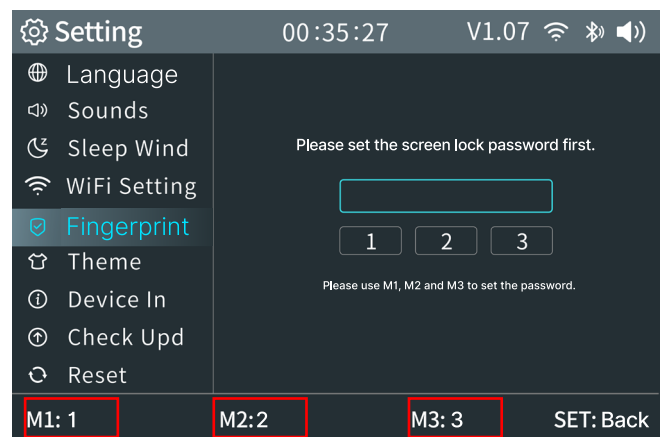 Setting 00:35:27 V1.07
Language
Sounds
Sleep Wind
WiFi Setting
Fingerprint
Theme
Device In
Check Upd
Reset
Please set the screen lock password first.
1 2 3
Please use M1, M2 and M3 to set the password.
M1: 1 M2:2 M3: 3 SET: Back